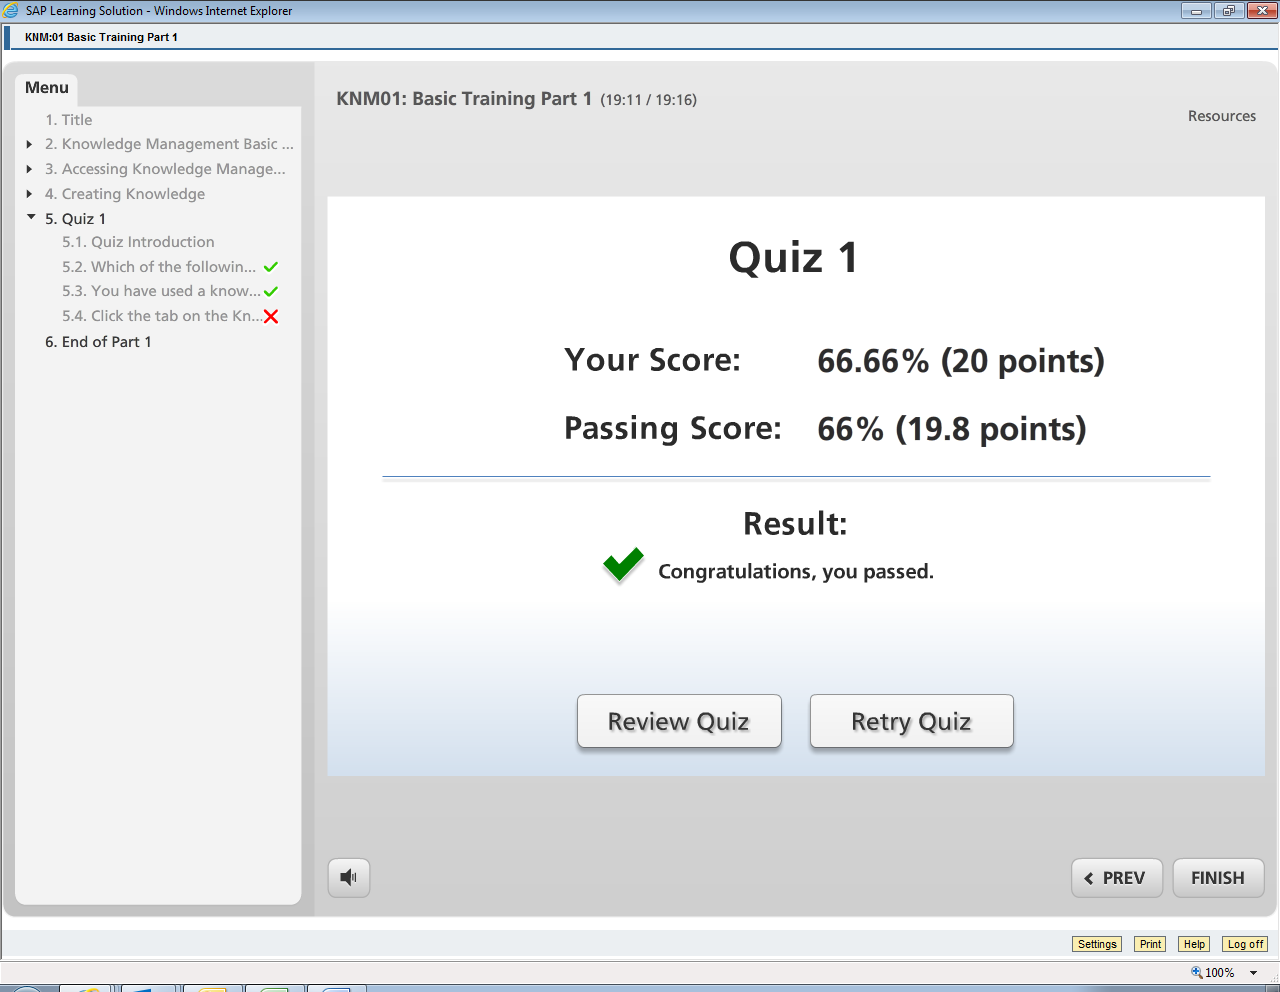 SAP Learning Solution - Windows Internet Explorer
KNM:01 Basic Training Part 1
Menu
1. Title
2. Knowledge Management Basic ...
3. Accessing Knowledge Manage...
4. Creating Knowledge
5. Quiz 1
5.1. Quiz Introduction
5.2. Which of the followin...
5.3. You have used a know...
5.4. Click the tab on the Kn...
6. End of Part 1
KNM01: Basic Training Part 1 (19:11 / 19:16)
Resources
Quiz 1
Your Score: 66.66% (20 points)
Passing Score: 66% (19.8 points)
Result:
Congratulations, you passed.
Review Quiz Retry Quiz
PREV FINISH
Settings Print Help Log off
100%